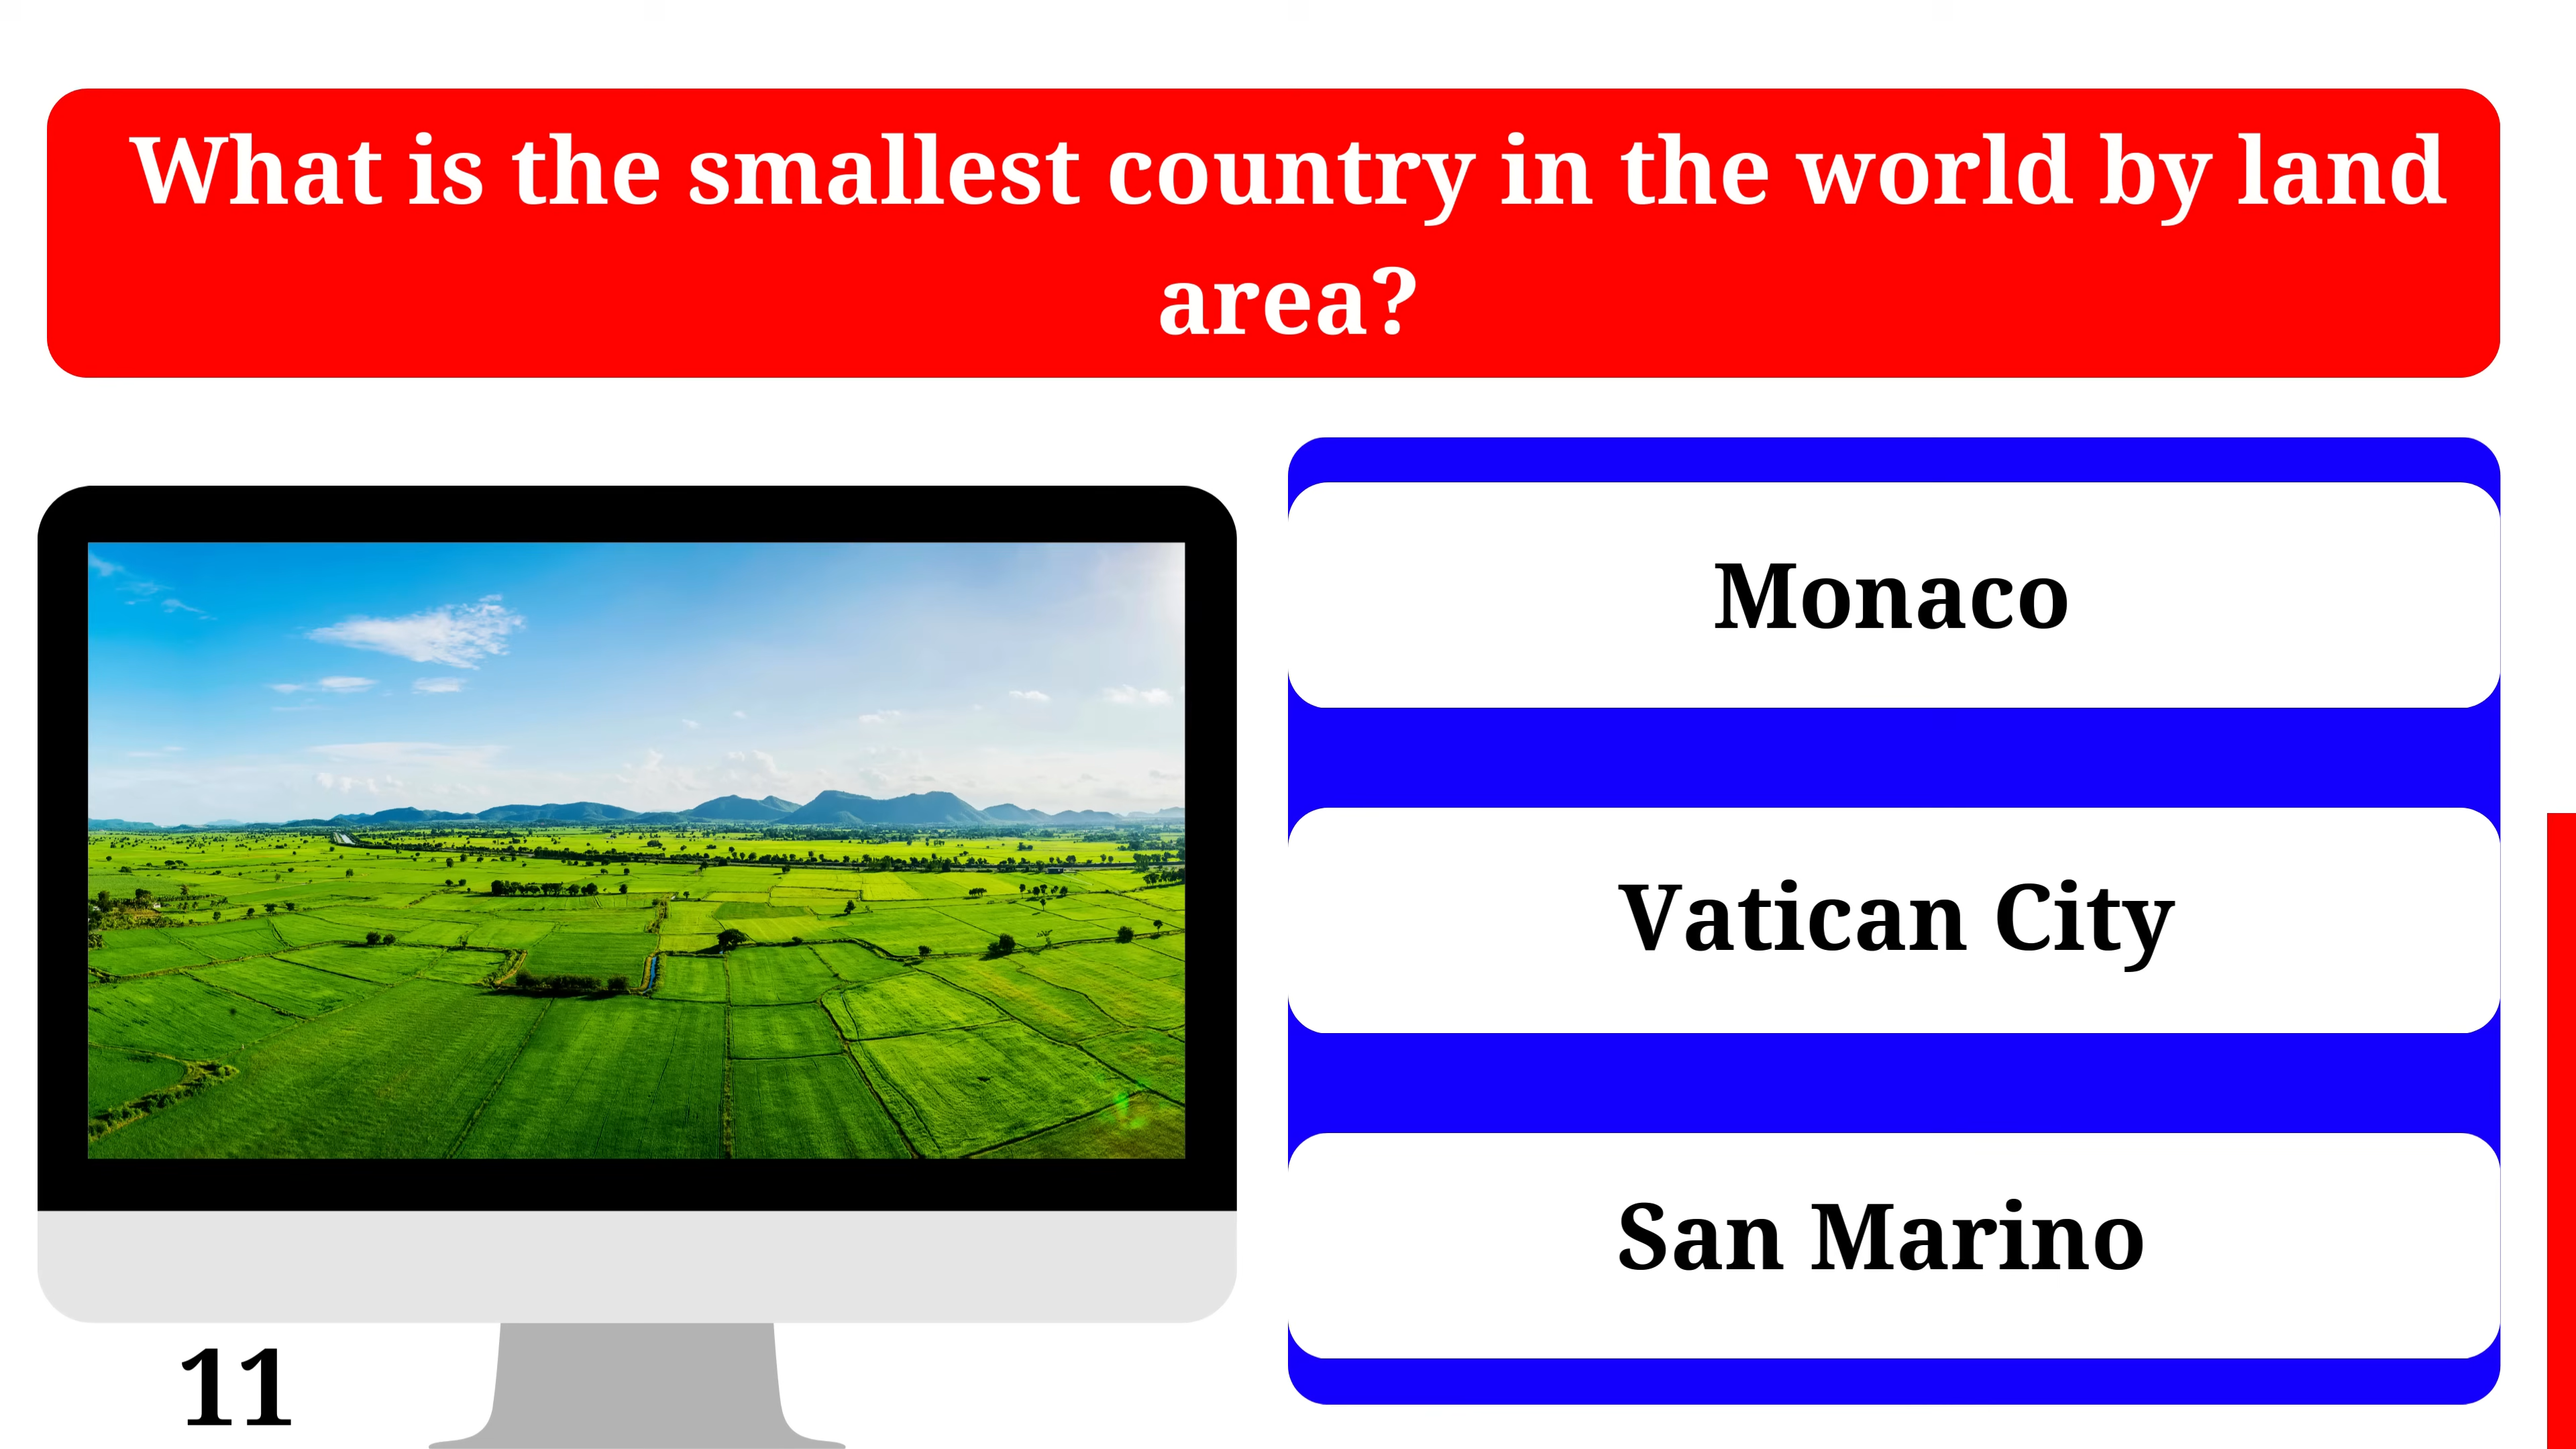 What is the smallest country in the world by land
area?
Monaco
Vatican City
San Marino
11